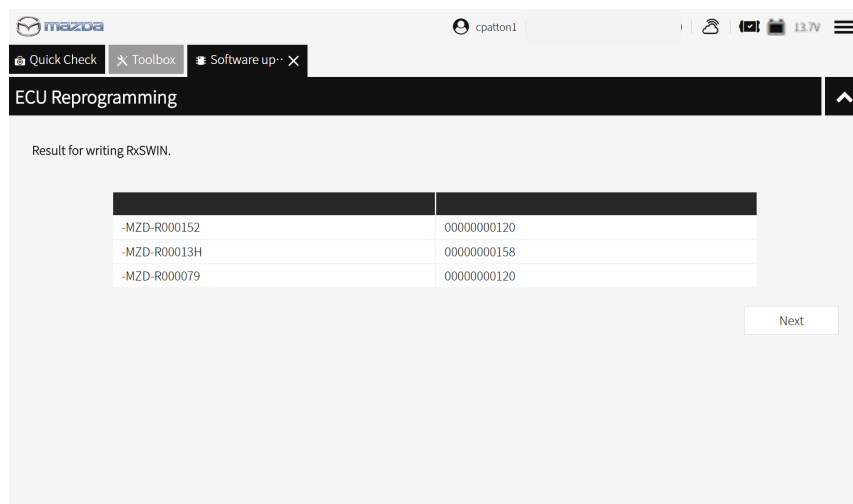 mazda
cpatton1
13.7V
Quick Check
Toolbox
Software up··
ECU Reprogramming
Result for writing RxSWIN.
-MZD-R000152 00000000120
-MZD-R00013H 00000000158
-MZD-R000079 00000000120
Next